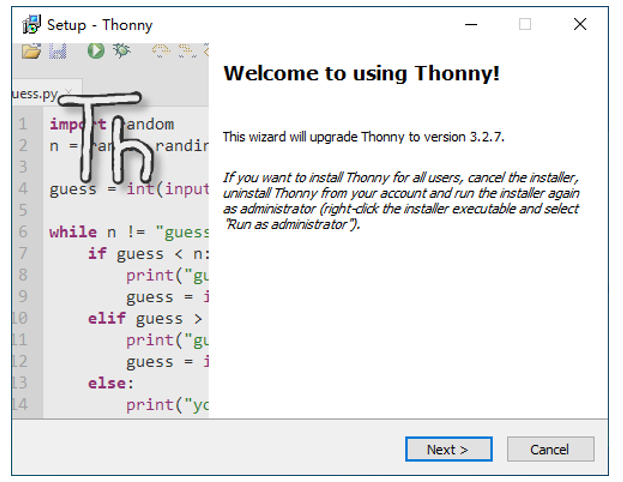 Setup - Thonny
uess.py
Th
Welcome to using Thonny!
This wizard will upgrade Thonny to version 3.2.7.
If you want to install Thonny for all users, cancel the installer,
uninstall Thonny from your account and run the installer again
as administrator (right-click the installer executable and select
"Run as administrator").
1 import random
2 n = randin
3
4 guess = int(input
5
6 while n != "guess
7 if guess < n:
8 print("gu
9 guess = i
10 elif guess >
11 print("gu
12 guess = i
13 else:
14 print("yo
Next >
Cancel